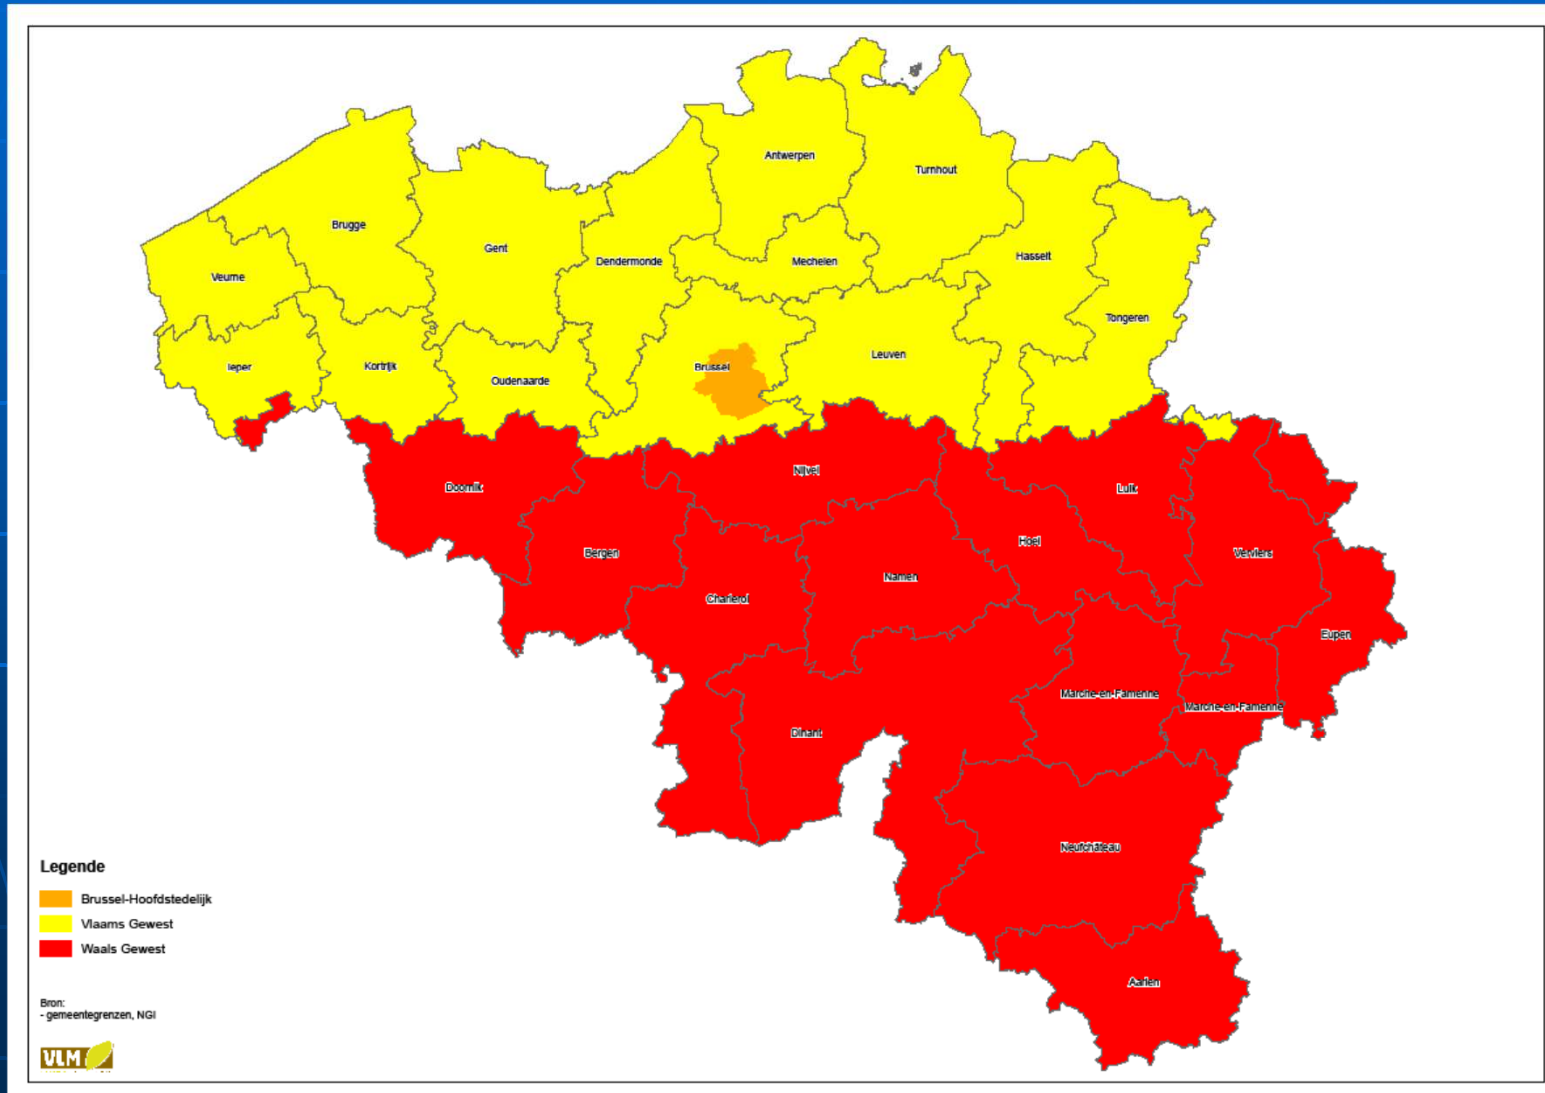 Antwerpen
Turnhout
Brugge
Gent
Hasselt
Dendermonde
Mechelen
Veurne
Tongeren
Leuven
Ieper
Kortrijk
Brussel
Oudenaarde
Nijvel
Doornik
Luik
Hoei
Bergen
Verviers
Namen
Charleroi
Eupen
Marche-en-Famenne
Marche-en-Famenne
Dinant
Neufchâteau
Aarlen
Legende
Brussel-Hoofdstedelijk
Vlaams Gewest
Waals Gewest
Bron:
- gemeentegrenzen, NGI
VLM